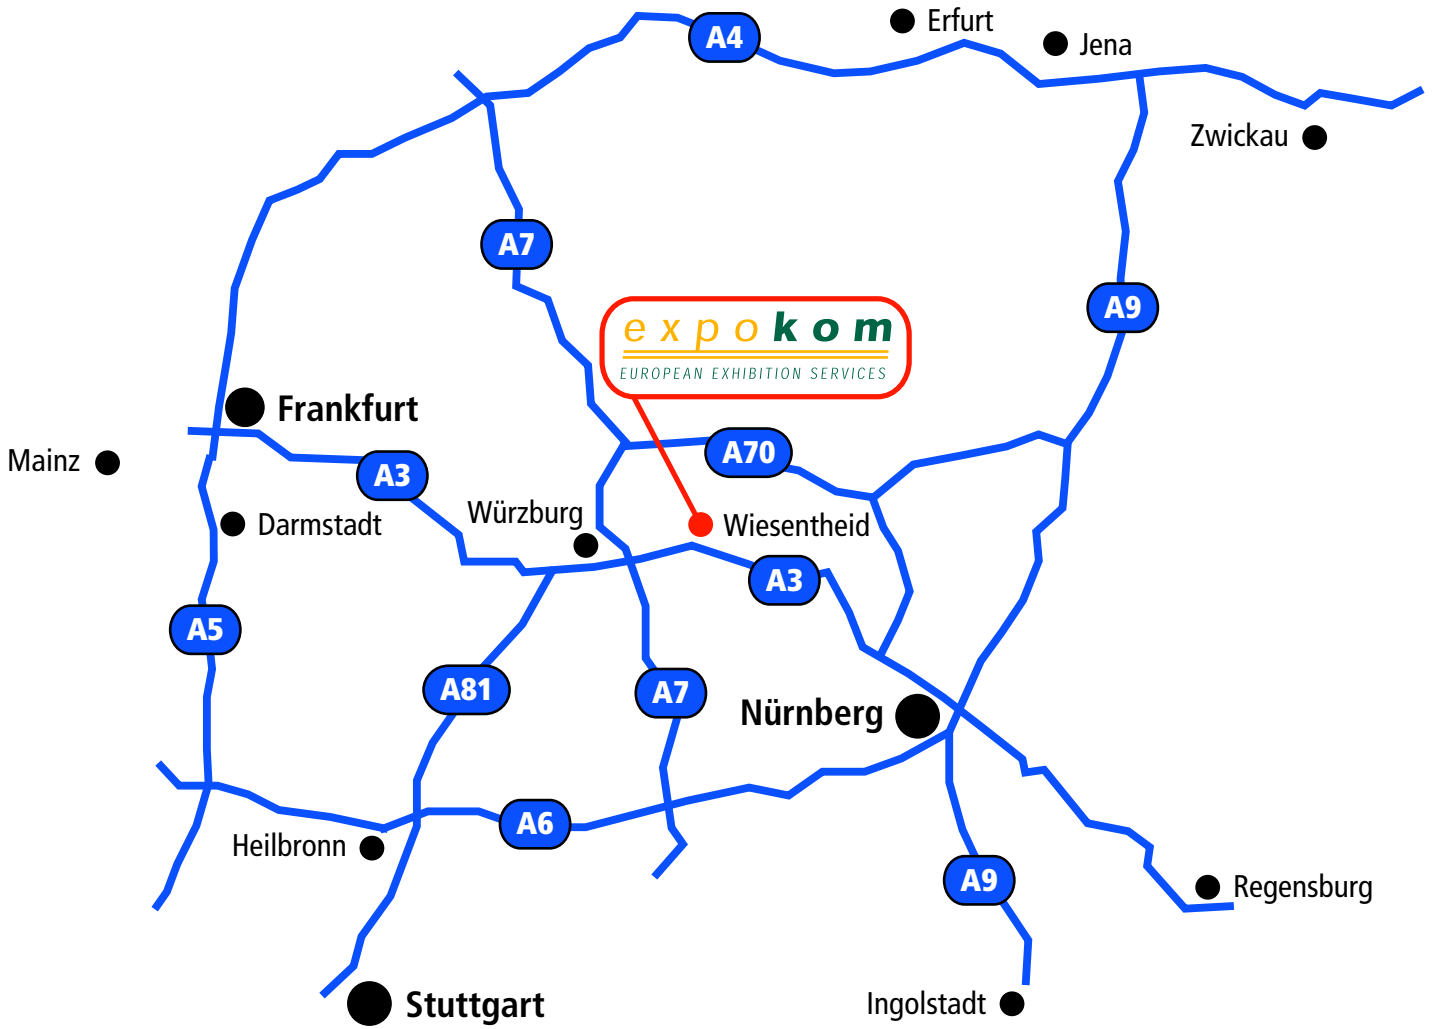 A4
Erfurt
Jena
Zwickau
A7
A9
expokom
EUROPEAN EXHIBITION SERVICES
Frankfurt
Mainz
A3
A70
Würzburg
Darmstadt
Wiesentheid
A3
A5
A81
A7
Nürnberg
A6
Heilbronn
A9
Regensburg
Stuttgart
Ingolstadt